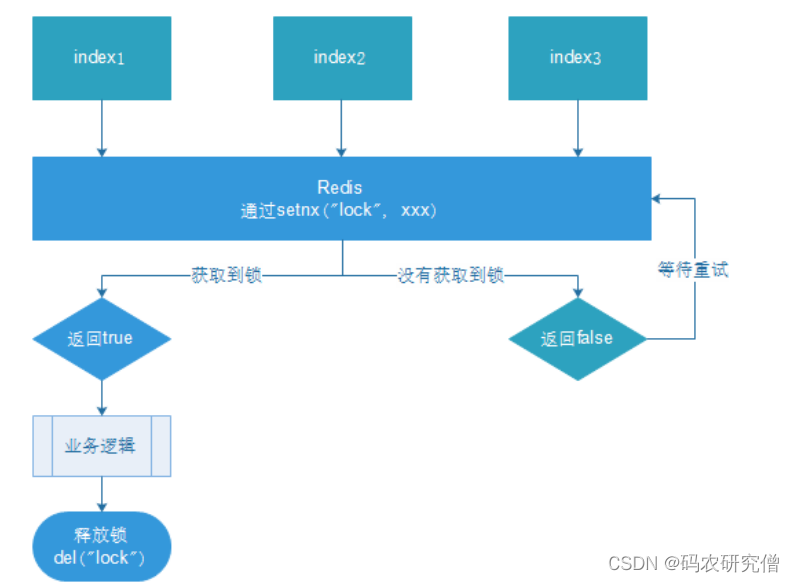 index1
index2
index3
Redis
通过setnx("lock", xxx)
获取到锁
没有获取到锁
等待重试
返回true
返回false
业务逻辑
释放锁
del("lock")
CSDN @码农研究僧